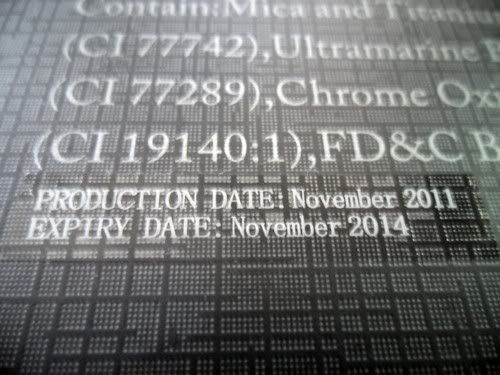 Contain:Mica and Titanium
(CI 77742),Ultramarine
(CI 77289),Chrome Oxi
(CI 19140:1),FD&C B
PRODUCTION DATE: November 2011
EXPIRY DATE: November 2014